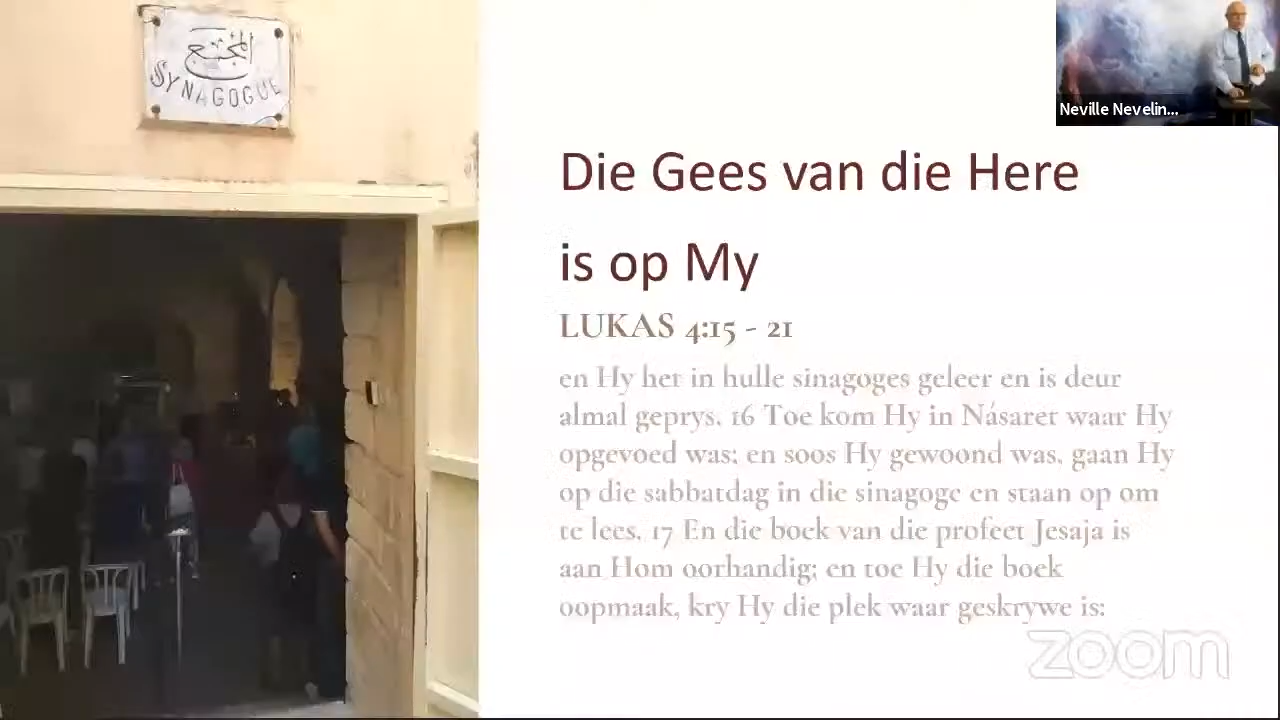 المجمع
SYNAGOGUE
Neville Nevelin...
Die Gees van die Here
is op My
LUKAS 4:15 - 21
en Hy het in hulle sinagoges geleer en is deur
almal geprys. 16 Toe kom Hy in Násaret waar Hy
opgevoed was; en soos Hy gewoond was, gaan Hy
op die sabbatdag in die sinagoge en staan op om
te lees. 17 En die boek van die profeet Jesaja is
aan Hom oorhandig; en toe Hy die boek
oopmaak, kry Hy die plek waar geskrywe is:
zoom